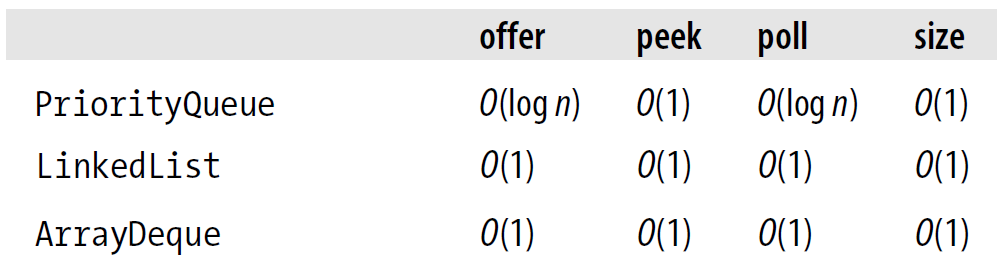 offer peek poll size
PriorityQueue O(log n) O(1) O(log n) O(1)
LinkedList O(1) O(1) O(1) O(1)
ArrayDeque O(1) O(1) O(1) O(1)